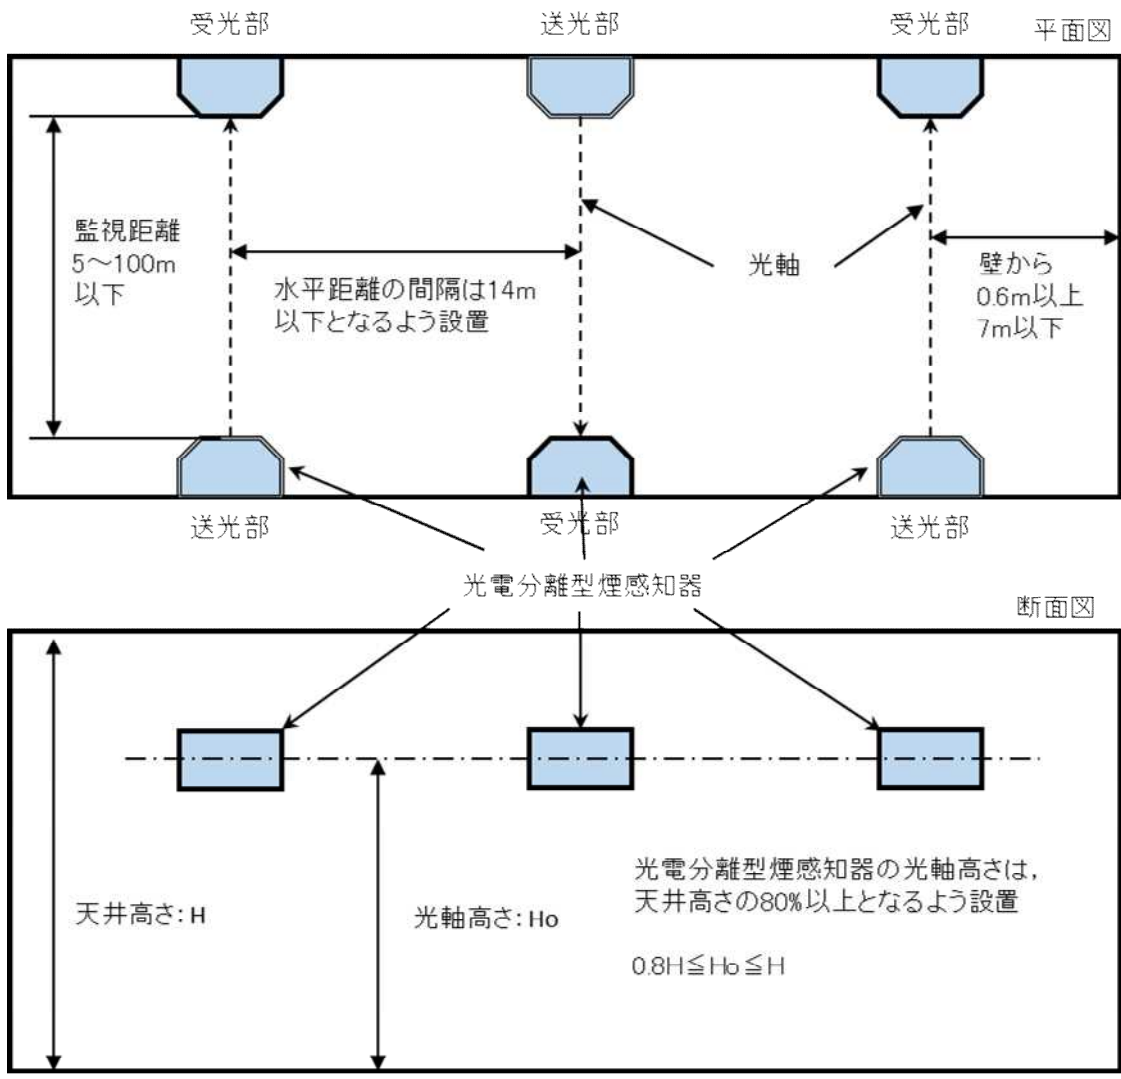 受光部
送光部
受光部
平面図
監視距離
5～100m
以下
水平距離の間隔は14m
以下となるよう設置
光軸
壁から
0.6m以上
7m以下
送光部
受光部
送光部
光電分離型煙感知器
断面図
天井高さ：H
光軸高さ：Ho
光電分離型煙感知器の光軸高さは，
天井高さの80%以上となるよう設置
0.8H≦Ho≦H